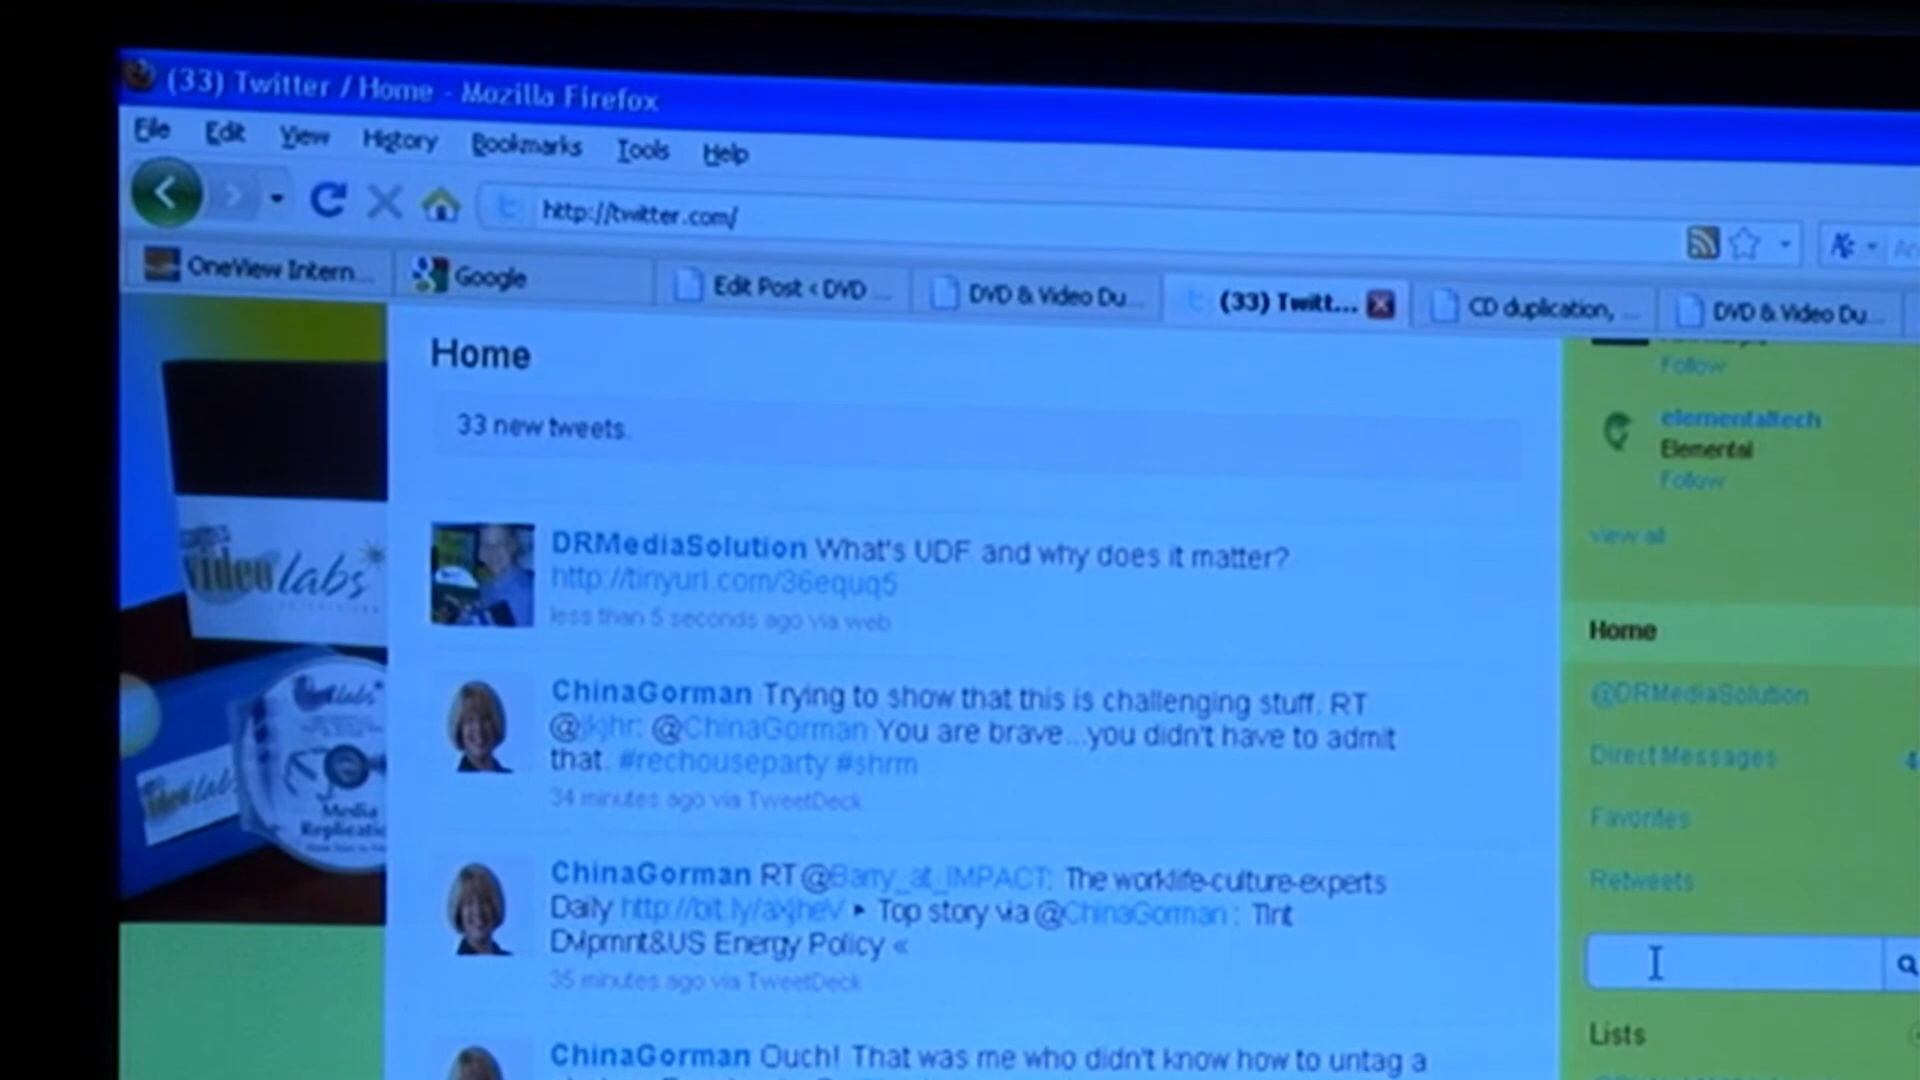 (33) Twitter / Home - Mozilla Firefox
File Edit View History Bookmarks Tools Help
http://twitter.com/
OneView Intern...
Google
Edit Post < DVD ...
DVD & Video Du...
(33) Twitt...
CD duplication, ...
DVD & Video Du...
Home
33 new tweets.
DRMediaSolution What's UDF and why does it matter?
http://tinyurl.com/36equq5
less than 5 seconds ago via web
ChinaGorman Trying to show that this is challenging stuff. RT
@jkjhr: @ChinaGorman You are brave...you didn't have to admit
that. #rechouseparty #shrm
34 minutes ago via TweetDeck
ChinaGorman RT @Barry_at_IMPACT: The worklife-culture-experts
Daily http://bit.ly/axjheV ▸ Top story via @ChinaGorman : Tlnt
Dvlpmnt&US Energy Policy «
35 minutes ago via TweetDeck
ChinaGorman Ouch! That was me who didn't know how to untag a
Follow
elementaltech
Elemental
Follow
view all
Home
@DRMediaSolution
Direct Messages 4
Favorites
Retweets
Lists
video labs
Media